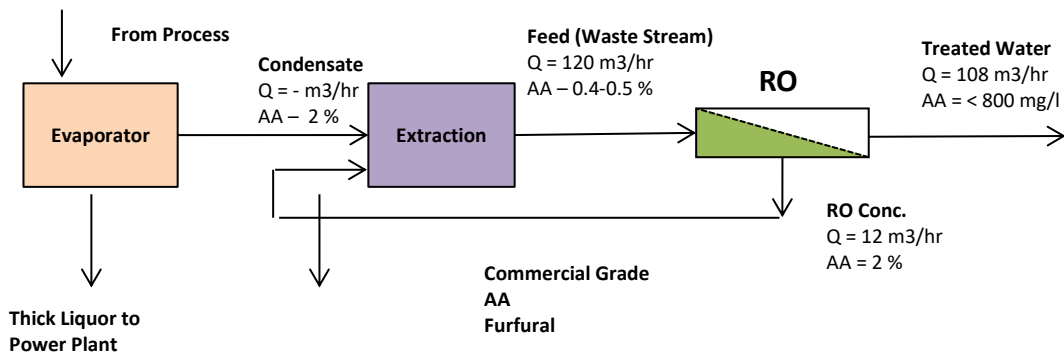 From Process
Condensate
Q = - m3/hr
AA – 2 %
Feed (Waste Stream)
Q = 120 m3/hr
AA – 0.4-0.5 %
RO
Treated Water
Q = 108 m3/hr
AA = < 800 mg/l
Evaporator
Extraction
RO Conc.
Q = 12 m3/hr
AA = 2 %
Commercial Grade
AA
Furfural
Thick Liquor to
Power Plant